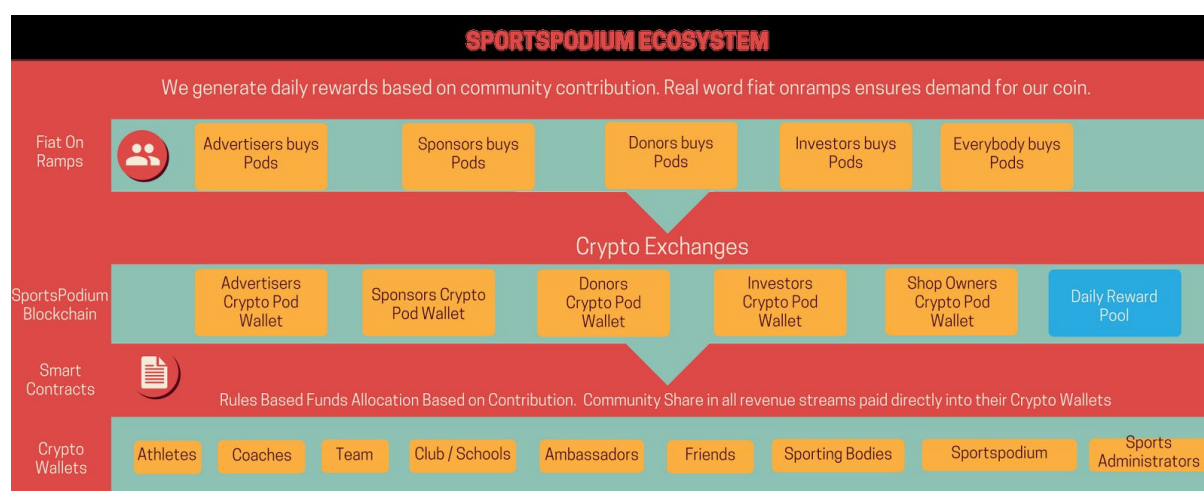 SPORTSPODIUM ECOSYSTEM
We generate daily rewards based on community contribution. Real word fiat onramps ensures demand for our coin.
Fiat On
Ramps
Advertisers buys
Pods
Sponsors buys
Pods
Donors buys
Pods
Investors buys
Pods
Everybody buys
Pods
Crypto Exchanges
SportsPodium
Blockchain
Advertisers
Crypto Pod
Wallet
Sponsors Crypto
Pod Wallet
Donors
Crypto Pod
Wallet
Investors
Crypto Pod
Wallet
Shop Owners
Crypto Pod
Wallet
Daily Reward
Pool
Smart
Contracts
Rules Based Funds Allocation Based on Contribution. Community Share in all revenue streams paid directly into their Crypto Wallets
Crypto
Wallets
Athletes
Coaches
Team
Club / Schools
Ambassadors
Friends
Sporting Bodies
Sportspodium
Sports
Administrators